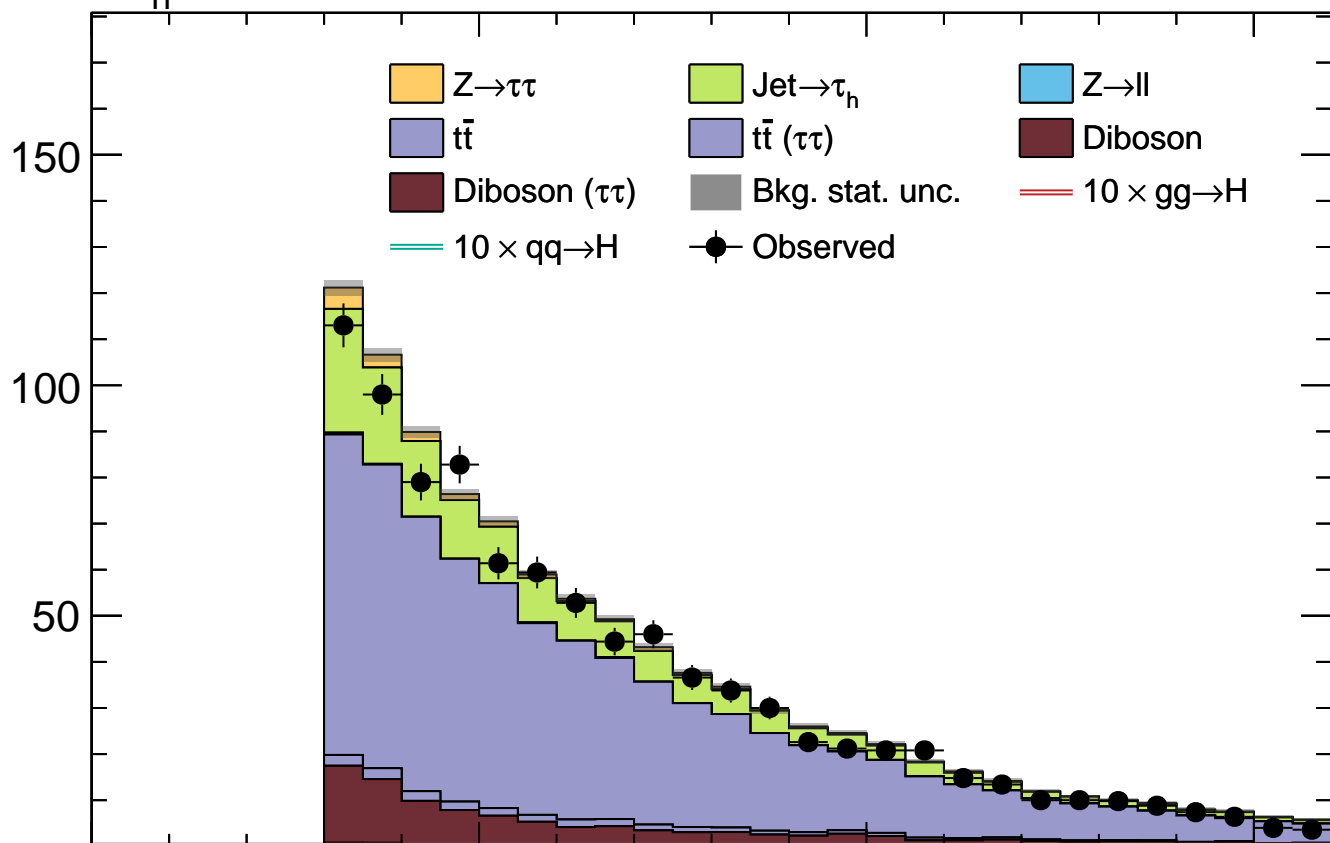 Z→ττ Jet→τh Z→ll
tt̄ tt̄ (ττ) Diboson
Diboson (ττ) Bkg. stat. unc. 10 × gg→H
10 × qq→H Observed
150
100
50